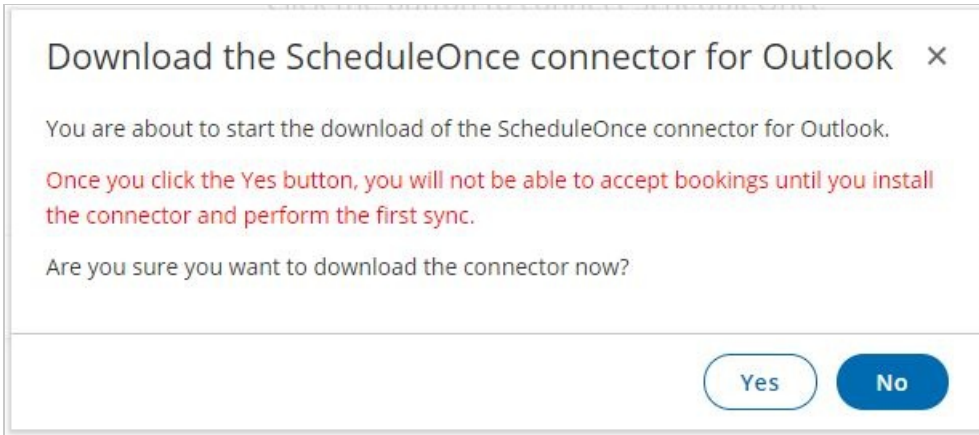 Download the ScheduleOnce connector for Outlook ×
You are about to start the download of the ScheduleOnce connector for Outlook.
Once you click the Yes button, you will not be able to accept bookings until you install
the connector and perform the first sync.
Are you sure you want to download the connector now?
Yes No